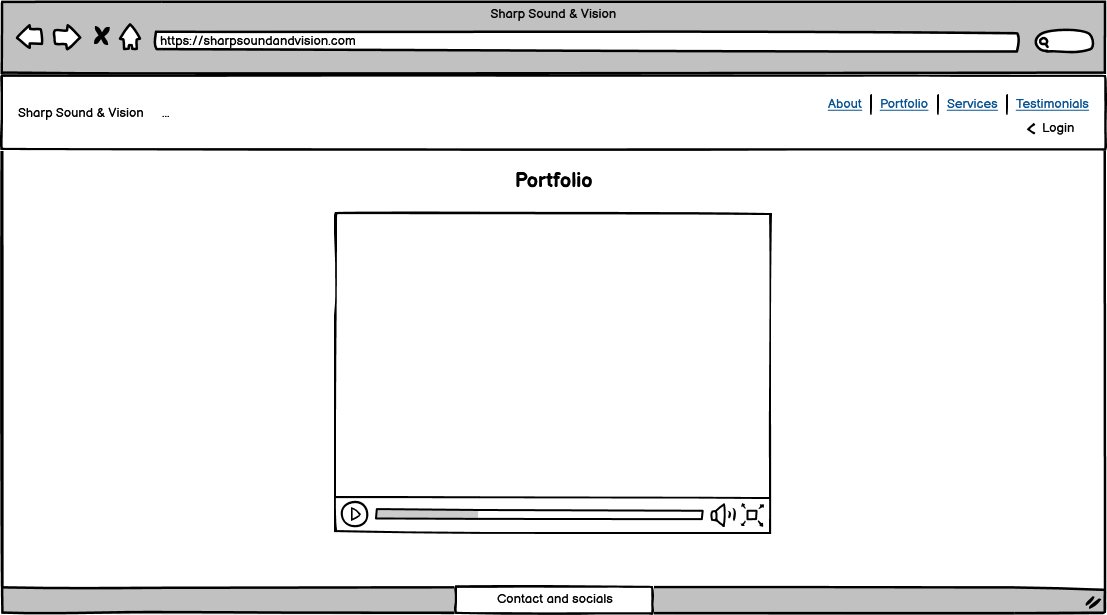 Sharp Sound & Vision
https://sharpsoundandvision.com
Sharp Sound & Vision ...
About Portfolio Services Testimonials
Login
Portfolio
Contact and socials